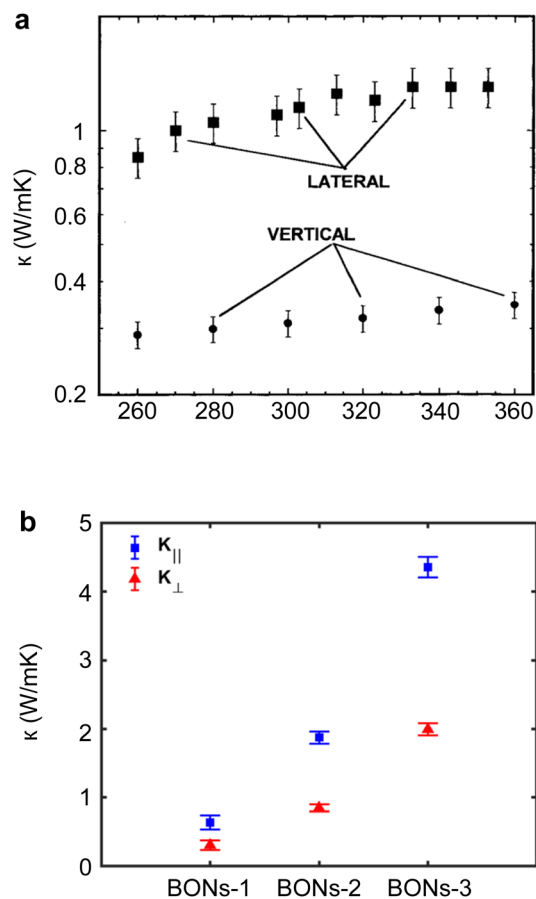 a
κ (W/mK)
1
0.8
0.6
0.4
0.2
LATERAL
VERTICAL
260 280 300 320 340 360
b
κ (W/mK)
5
4
3
2
1
0
K||
K⊥
BONs-1 BONs-2 BONs-3